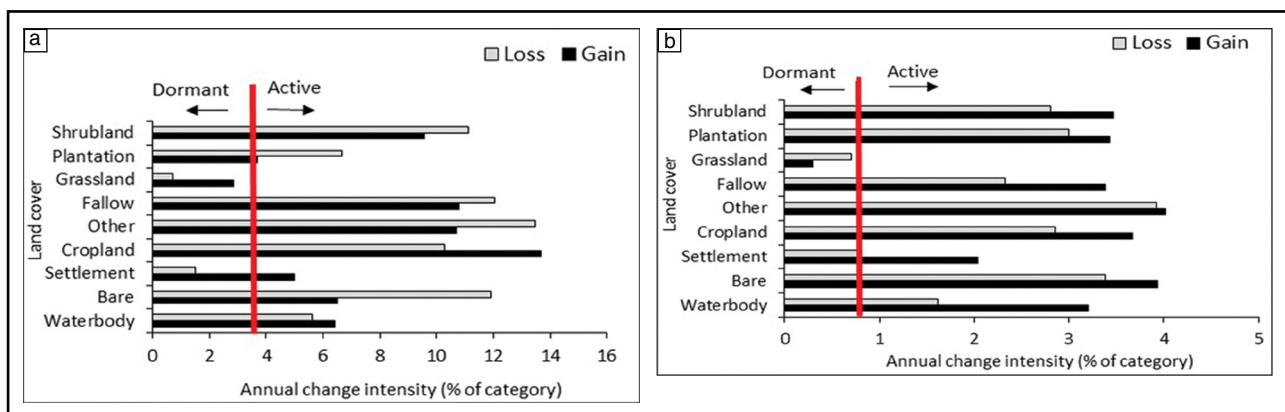 a
Loss Gain
Dormant Active
Land cover
Shrubland
Plantation
Grassland
Fallow
Other
Cropland
Settlement
Bare
Waterbody
0 2 4 6 8 10 12 14 16
Annual change intensity (% of category)
b
Loss Gain
Dormant Active
Land cover
Shrubland
Plantation
Grassland
Fallow
Other
Cropland
Settlement
Bare
Waterbody
0 1 2 3 4 5
Annual change intensity (% of category)